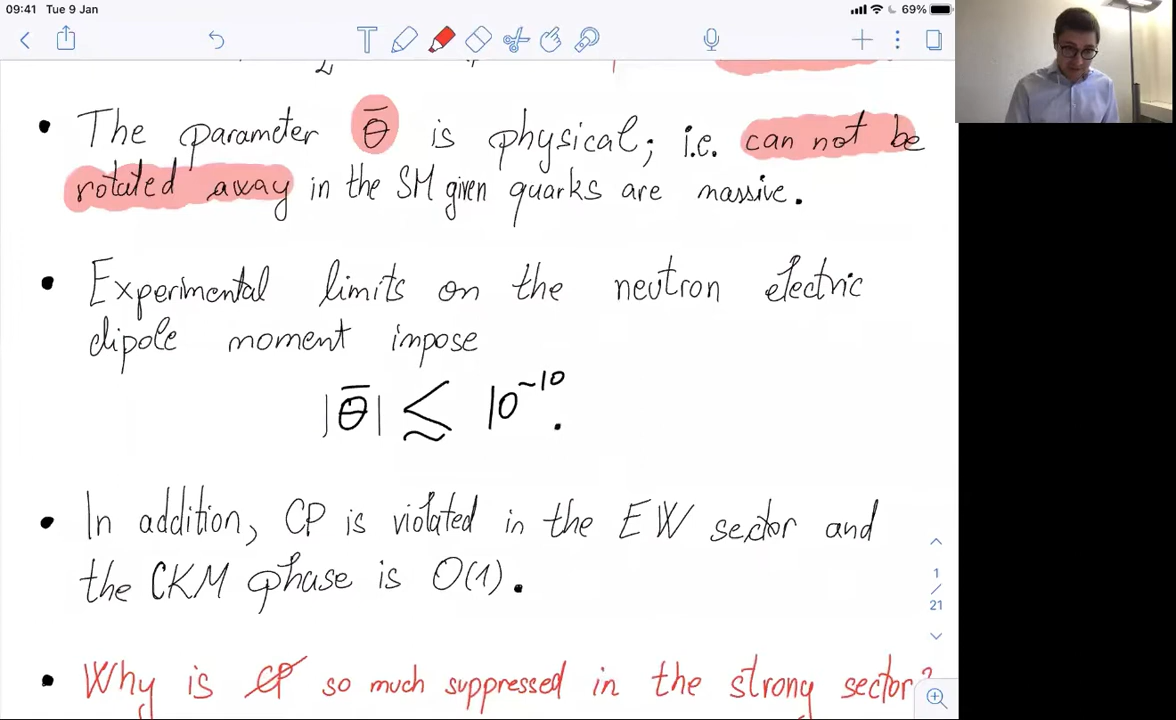 09:41 Tue 9 Jan
69%
• The parameter θ̄ is physical; i.e. can not be
rotated away in the SM given quarks are massive.
• Experimental limits on the neutron electric
dipole moment impose
|θ̄| ≲ 10^~10.
• In addition, CP is violated in the EW sector and
the CKM phase is O(1).
1
/
21
• Why is C̸P̸ so much suppressed in the strong sector?